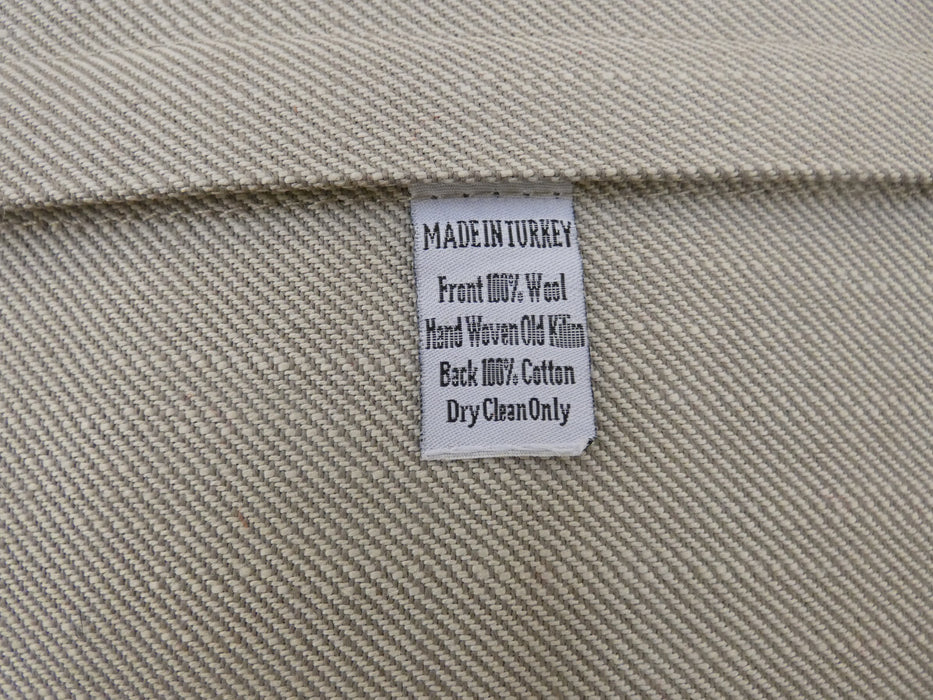 MADE IN TURKEY
Front 100% Wool
Hand Woven Old Kilim
Back 100% Cotton
Dry Clean Only